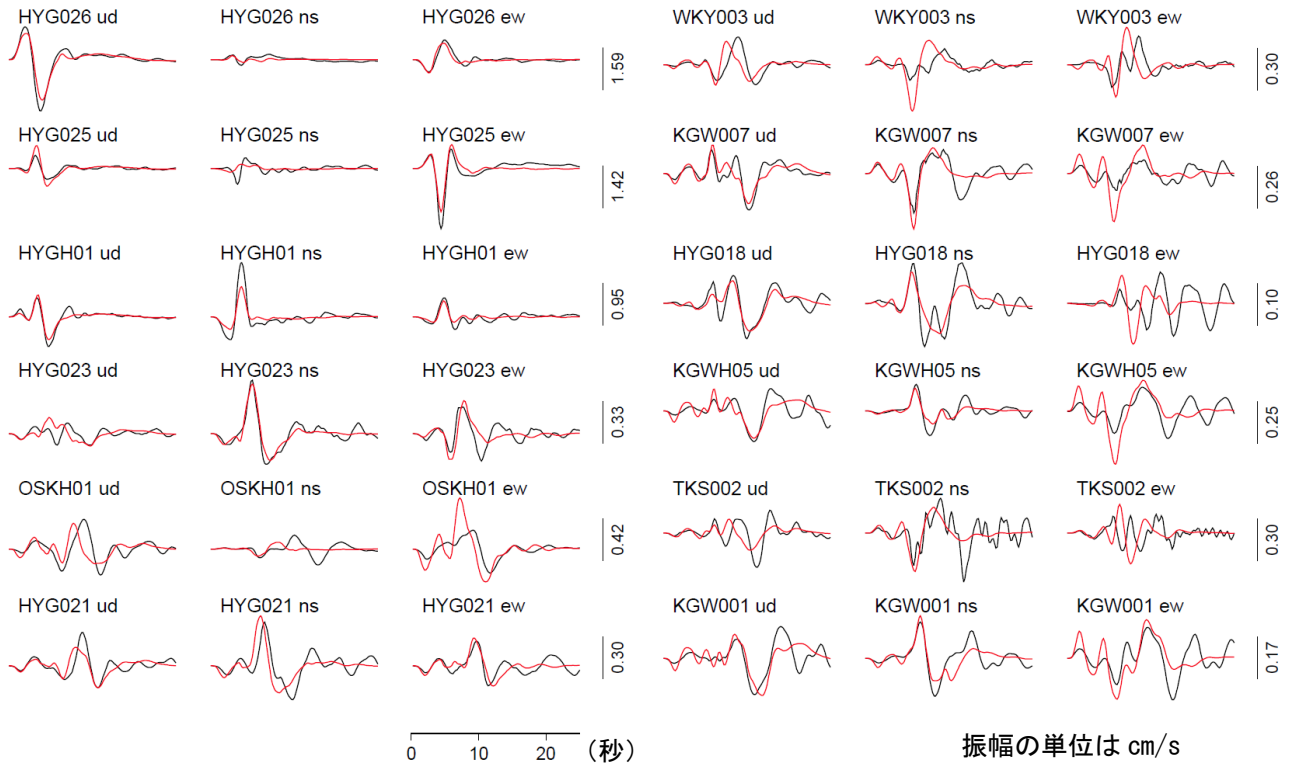 HYG026 ud HYG026 ns HYG026 ew WKY003 ud WKY003 ns WKY003 ew
1.59 0.30
HYG025 ud HYG025 ns HYG025 ew KGW007 ud KGW007 ns KGW007 ew
1.42 0.26
HYGH01 ud HYGH01 ns HYGH01 ew HYG018 ud HYG018 ns HYG018 ew
0.95 0.10
HYG023 ud HYG023 ns HYG023 ew KGWH05 ud KGWH05 ns KGWH05 ew
0.33 0.25
OSKH01 ud OSKH01 ns OSKH01 ew TKS002 ud TKS002 ns TKS002 ew
0.42 0.30
HYG021 ud HYG021 ns HYG021 ew KGW001 ud KGW001 ns KGW001 ew
0.30 0.17
0 10 20 (秒)
振幅の単位は cm/s